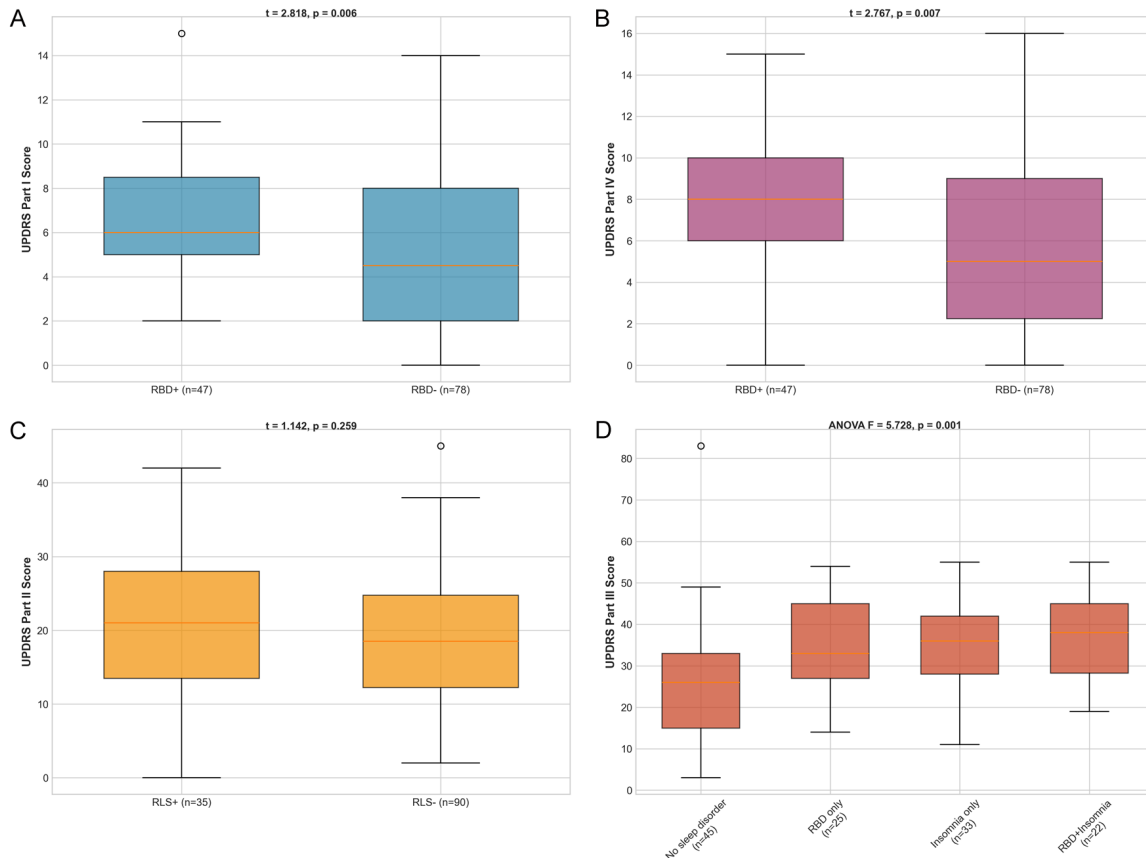 A
t = 2.818, p = 0.006
UPDRS Part I Score
14
12
10
8
6
4
2
0
RBD+ (n=47)
RBD- (n=78)
B
t = 2.767, p = 0.007
UPDRS Part IV Score
16
14
12
10
8
6
4
2
0
RBD+ (n=47)
RBD- (n=78)
C
t = 1.142, p = 0.259
UPDRS Part II Score
40
30
20
10
0
RLS+ (n=35)
RLS- (n=90)
D
ANOVA F = 5.728, p = 0.001
UPDRS Part III Score
80
70
60
50
40
30
20
10
0
No sleep disorder
(n=45)
RBD only
(n=25)
Insomnia only
(n=33)
RBD+Insomnia
(n=22)